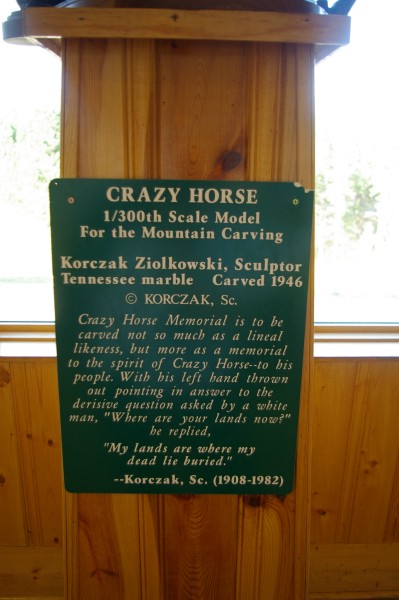 CRAZY HORSE
1/300th Scale Model
For the Mountain Carving
Korczak Ziolkowski, Sculptor
Tennessee marble Carved 1946
© KORCZAK, Sc.
Crazy Horse Memorial is to be
carved not so much as a lineal
likeness, but more as a memorial
to the spirit of Crazy Horse--to his
people. With his left hand thrown
out pointing in answer to the
derisive question asked by a white
man, "Where are your lands now?"
he replied,
"My lands are where my
dead lie buried."
--Korczak, Sc. (1908-1982)